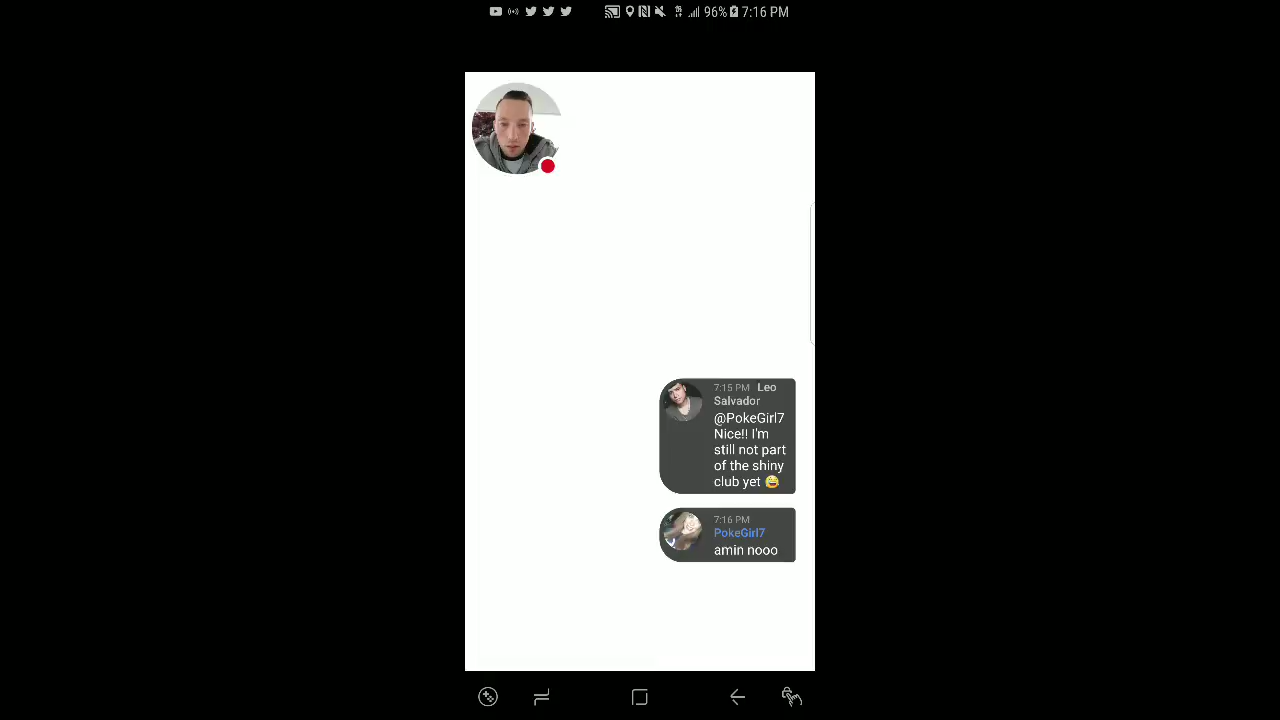 96% 7:16 PM
7:15 PM Leo
Salvador
@PokeGirl7
Nice!! I'm
still not part
of the shiny
club yet 😅
7:16 PM
PokeGirl7
amin nooo